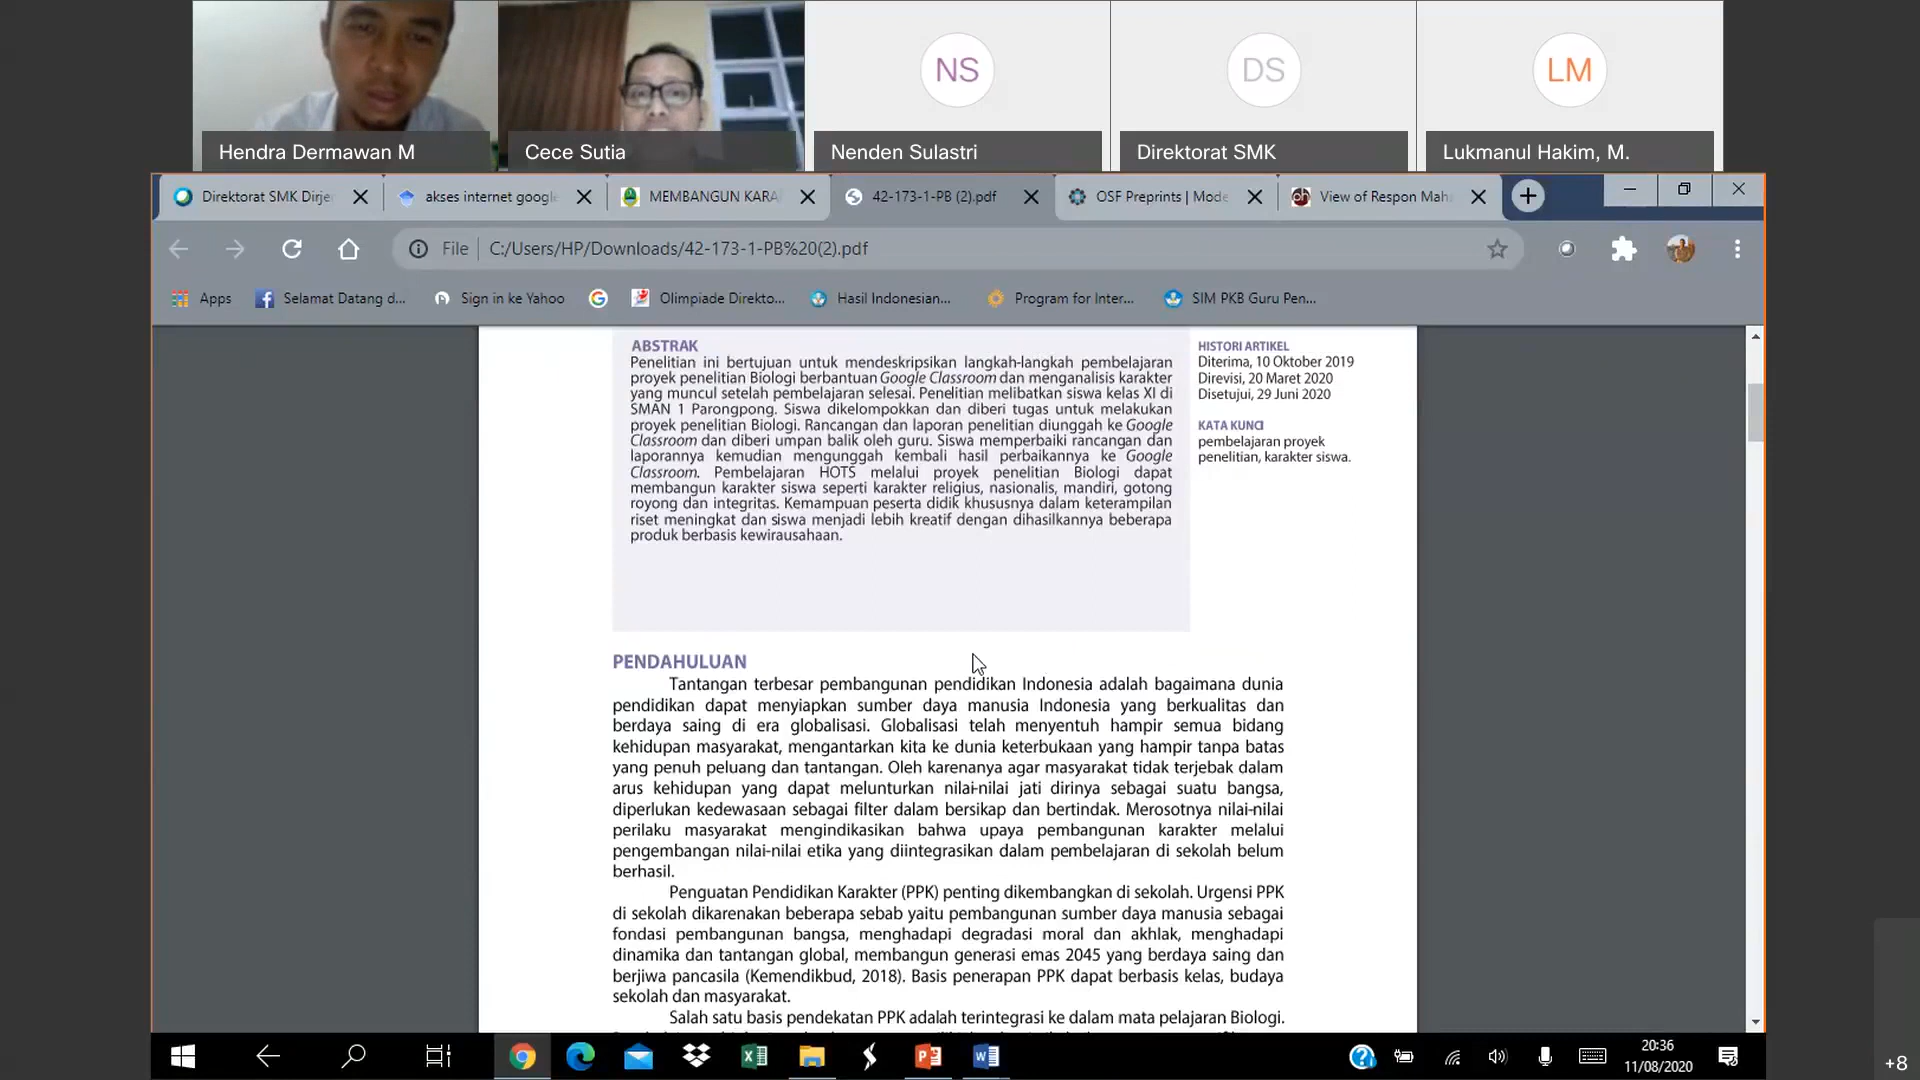 NS
DS
LM
Hendra Dermawan M
Cece Sutia
Nenden Sulastri
Direktorat SMK
Lukmanul Hakim, M.
Direktorat SMK Dirje
akses internet google
MEMBANGUN KARA
42-173-1-PB (2).pdf
OSF Preprints | Mode
View of Respon Mah
File
C:/Users/HP/Downloads/42-173-1-PB%20(2).pdf
Apps
Selamat Datang d...
Sign in ke Yahoo
Olimpiade Direkto...
Hasil Indonesian...
Program for Inter...
SIM PKB Guru Pen...
ABSTRAK
Penelitian ini bertujuan untuk mendeskripsikan langkah-langkah pembelajaran
proyek penelitian Biologi berbantuan Google Classroom dan menganalisis karakter
yang muncul setelah pembelajaran selesai. Penelitian melibatkan siswa kelas XI di
SMAN 1 Parongpong. Siswa dikelompokkan dan diberi tugas untuk melakukan
proyek penelitian Biologi. Rancangan dan laporan penelitian diunggah ke Google
Classroom dan diberi umpan balik oleh guru. Siswa memperbaiki rancangan dan
laporannya kemudian mengunggah kembali hasil perbaikannya ke Google
Classroom. Pembelajaran HOTS melalui proyek penelitian Biologi dapat
membangun karakter siswa seperti karakter religius, nasionalis, mandiri, gotong
royong dan integritas. Kemampuan peserta didik khususnya dalam keterampilan
riset meningkat dan siswa menjadi lebih kreatif dengan dihasilkannya beberapa
produk berbasis kewirausahaan.
HISTORI ARTIKEL
Diterima, 10 Oktober 2019
Direvisi, 20 Maret 2020
Disetujui, 29 Juni 2020
KATA KUNCI
pembelajaran proyek
penelitian, karakter siswa.
PENDAHULUAN
Tantangan terbesar pembangunan pendidikan Indonesia adalah bagaimana dunia
pendidikan dapat menyiapkan sumber daya manusia Indonesia yang berkualitas dan
berdaya saing di era globalisasi. Globalisasi telah menyentuh hampir semua bidang
kehidupan masyarakat, mengantarkan kita ke dunia keterbukaan yang hampir tanpa batas
yang penuh peluang dan tantangan. Oleh karenanya agar masyarakat tidak terjebak dalam
arus kehidupan yang dapat melunturkan nilai-nilai jati dirinya sebagai suatu bangsa,
diperlukan kedewasaan sebagai filter dalam bersikap dan bertindak. Merosotnya nilai-nilai
perilaku masyarakat mengindikasikan bahwa upaya pembangunan karakter melalui
pengembangan nilai-nilai etika yang diintegrasikan dalam pembelajaran di sekolah belum
berhasil.
Penguatan Pendidikan Karakter (PPK) penting dikembangkan di sekolah. Urgensi PPK
di sekolah dikarenakan beberapa sebab yaitu pembangunan sumber daya manusia sebagai
fondasi pembangunan bangsa, menghadapi degradasi moral dan akhlak, menghadapi
dinamika dan tantangan global, membangun generasi emas 2045 yang berdaya saing dan
berjiwa pancasila (Kemendikbud, 2018). Basis penerapan PPK dapat berbasis kelas, budaya
sekolah dan masyarakat.
Salah satu basis pendekatan PPK adalah terintegrasi ke dalam mata pelajaran Biologi.
20:36
11/08/2020
+8